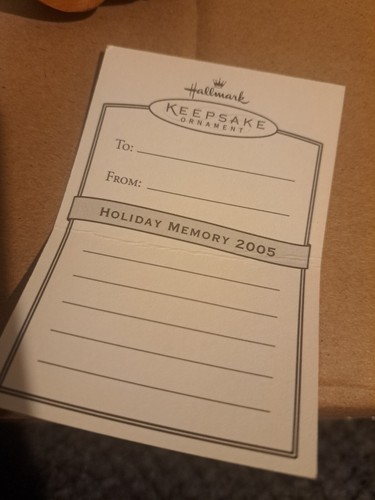 Hallmark
KEEPSAKE
ORNAMENT
TO:
FROM:
HOLIDAY MEMORY 2005